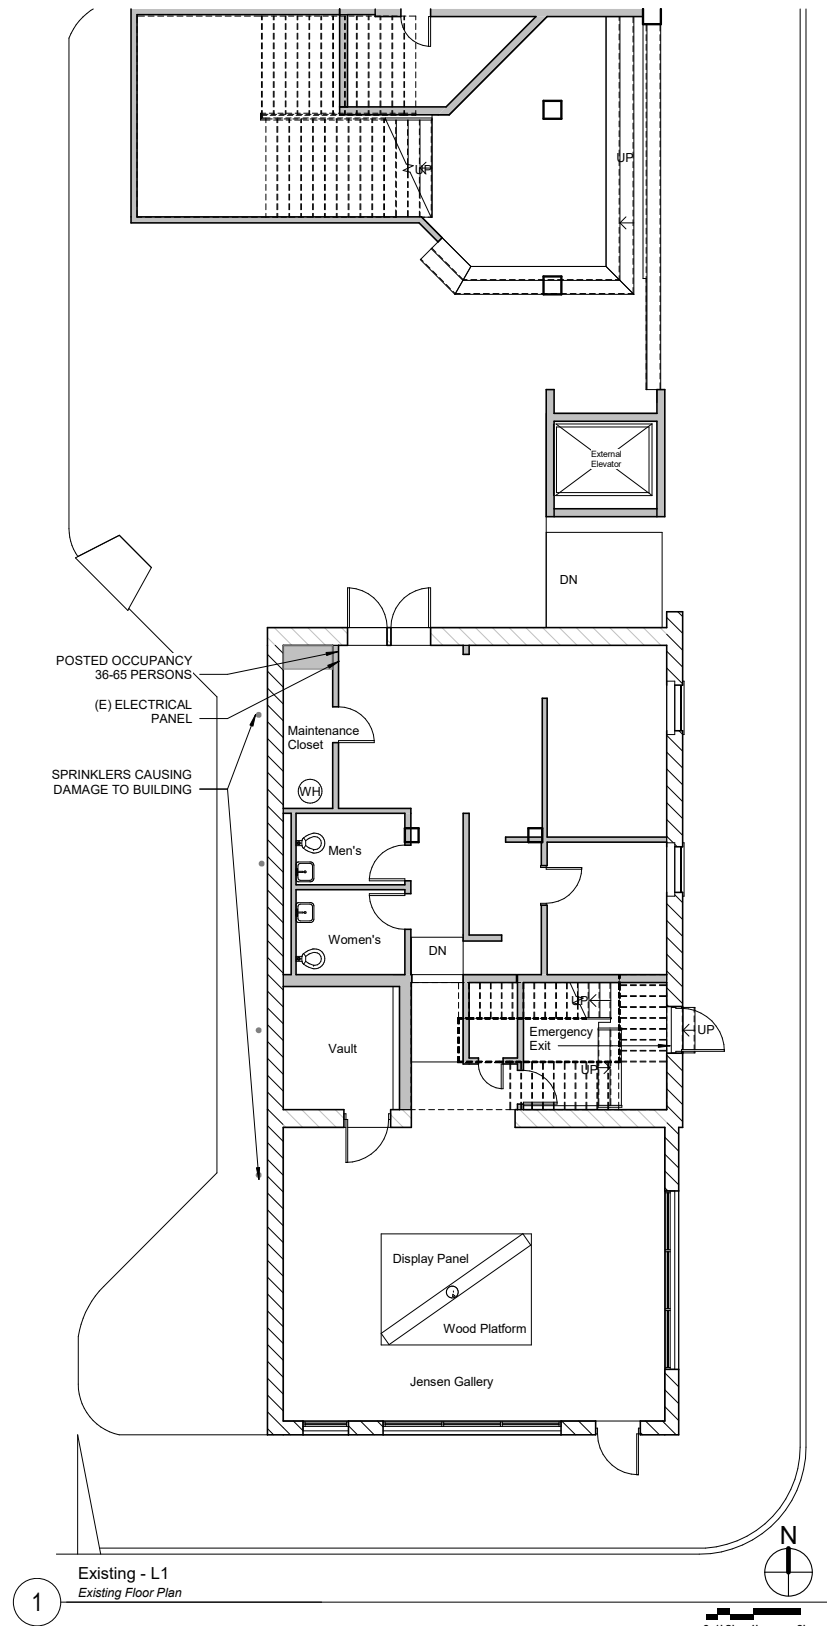 UP
UP
External
Elevator
DN
POSTED OCCUPANCY
36-65 PERSONS
(E) ELECTRICAL
PANEL
Maintenance
Closet
SPRINKLERS CAUSING
DAMAGE TO BUILDING
WH
Men's
Women's
DN
UP
Emergency
Exit
UP
Vault
UP
Display Panel
Wood Platform
Jensen Gallery
N
Existing - L1
1
Existing Floor Plan